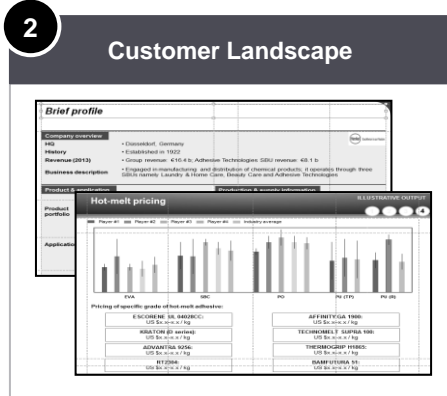 2
Customer Landscape
Brief profile
Company overview
HQ • Düsseldorf, Germany
History • Established in 1922
Revenue (2013) • Group revenue: €16.4 b; Adhesive Technologies SBU revenue: €8.1 b
Business description • Engaged in manufacturing and distribution of chemical products, it operates through three
SBUs namely Laundry & Home Care, Beauty Care and Adhesive Technologies
Product & application Production & supply information
Product
portfolio
Hot-melt pricing
ILLUSTRATIVE OUTPUT
4
Player #1 Player #2 Player #3 Player #4 Industry average
EVA SBC PO PU (TP) PU (R)
Pricing of specific grade of hot-melt adhesive:
ESCORENE UL 04028CC:
US $x.x-x.x / kg
AFFINITY GA 1900:
US $x.x-x.x / kg
KRATON (D series):
US $x.x-x.x / kg
TECHNOMELT SUPRA 100:
US $x.x-x.x / kg
ADVANTRA 9256:
US $x.x-x.x / kg
THERMOGRIP H1865:
US $x.x-x.x / kg
US $x.x-x.x / kg
US $x.x-x.x / kg